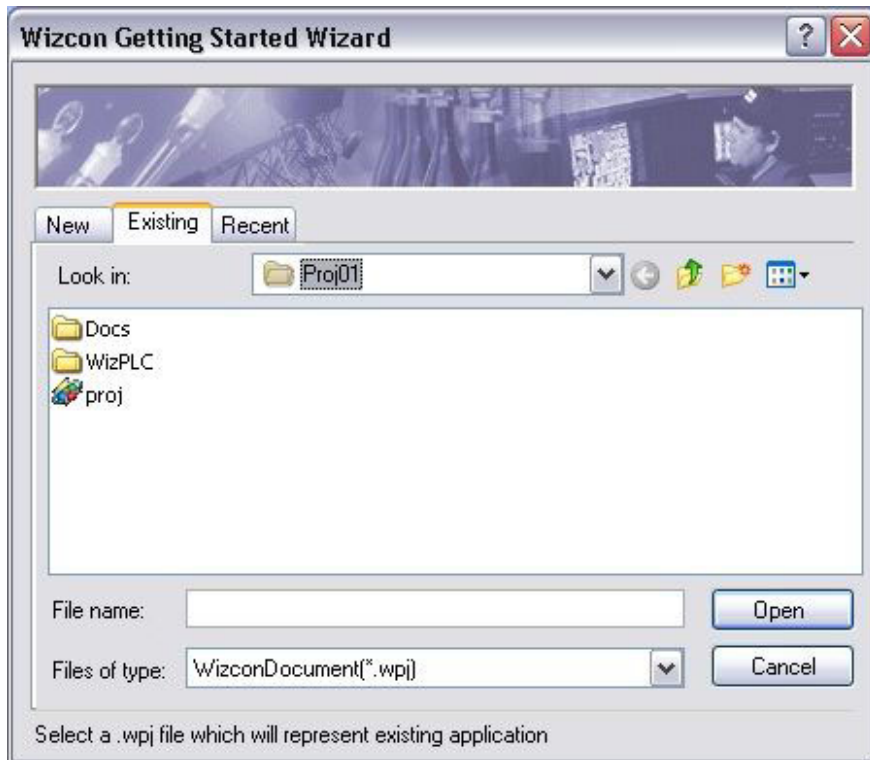 Wizcon Getting Started Wizard
New Existing Recent
Look in: Proj01
Docs
WizPLC
proj
File name: Open
Files of type: WizconDocument(*.wpj) Cancel
Select a .wpj file which will represent existing application